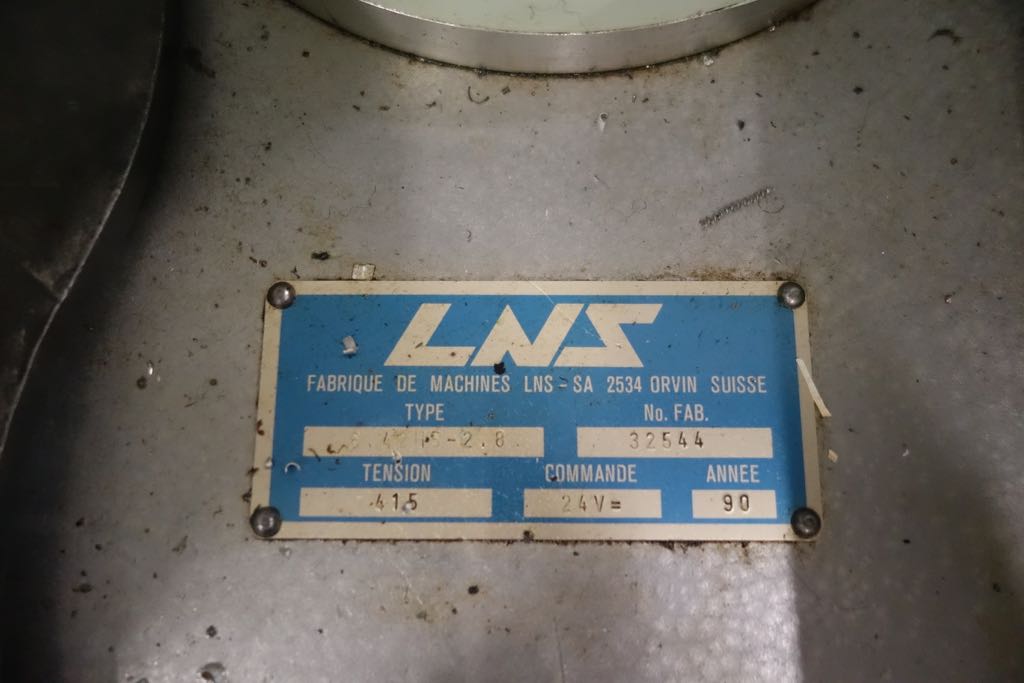 LNS
FABRIQUE DE MACHINES LNS-SA 2534 ORVIN SUISSE
TYPE No. FAB.
32544
TENSION COMMANDE ANNEE
415 24V= 90